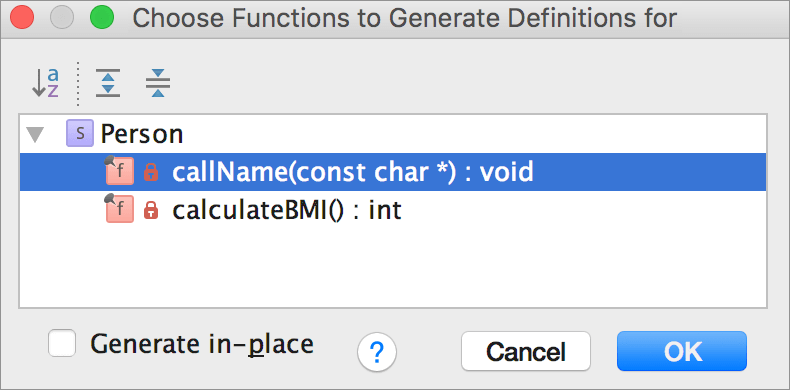 Choose Functions to Generate Definitions for
a
z
S Person
f callName(const char *) : void
f calculateBMI() : int
Generate in-place
? Cancel OK